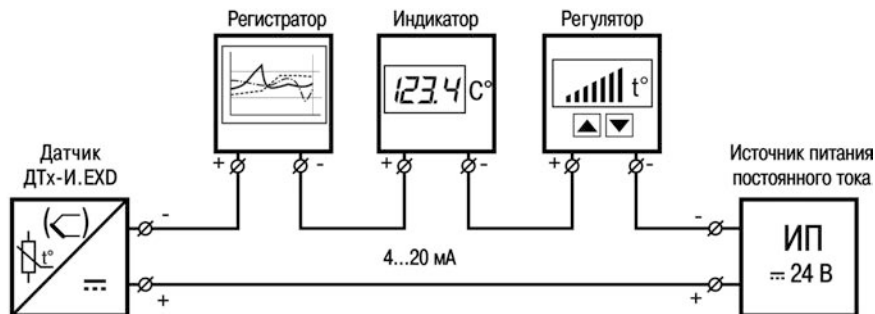 Регистратор
Индикатор
Регулятор
123.4 C°
t°
+ -
+ -
+ -
Датчик
ДТх-И.EXD
Источник питания
постоянного тока
t°
-
+
4...20 мА
-
+
ИП
24 В